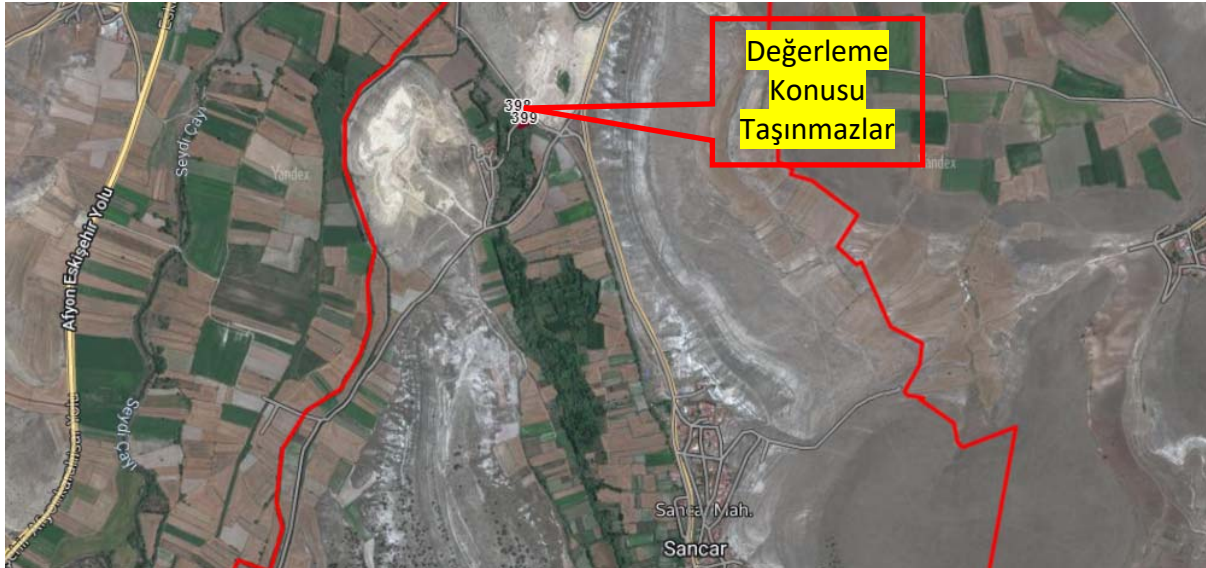 Değerleme
Konusu
Taşınmazlar
398
399
Seydi Çayı
Yandex
Yandex
Afyon Eskişehir Yolu
Seydi Çayı
Sancar Mah.
Sancar